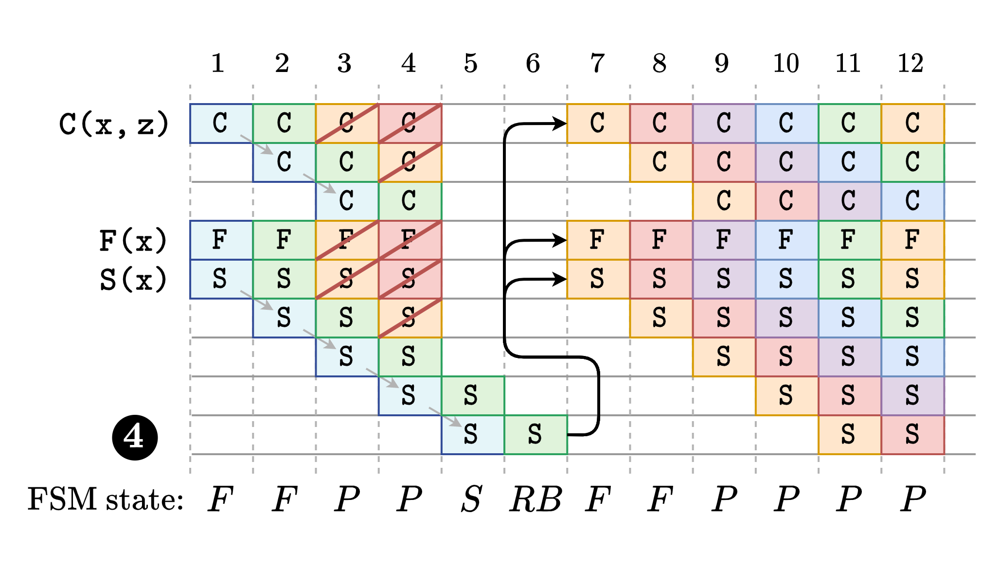 1 2 3 4 5 6 7 8 9 10 11 12
C(x,z) C C C C C C C C C C
C C C C C C C C
C C C C C C
F(x) F F F F F F F F F F
S(x) S S S S S S S S S S
S S S S S S S S
S S S S S S
S S S S S
4 S S S S
FSM state: F F P P S RB F F P P P P